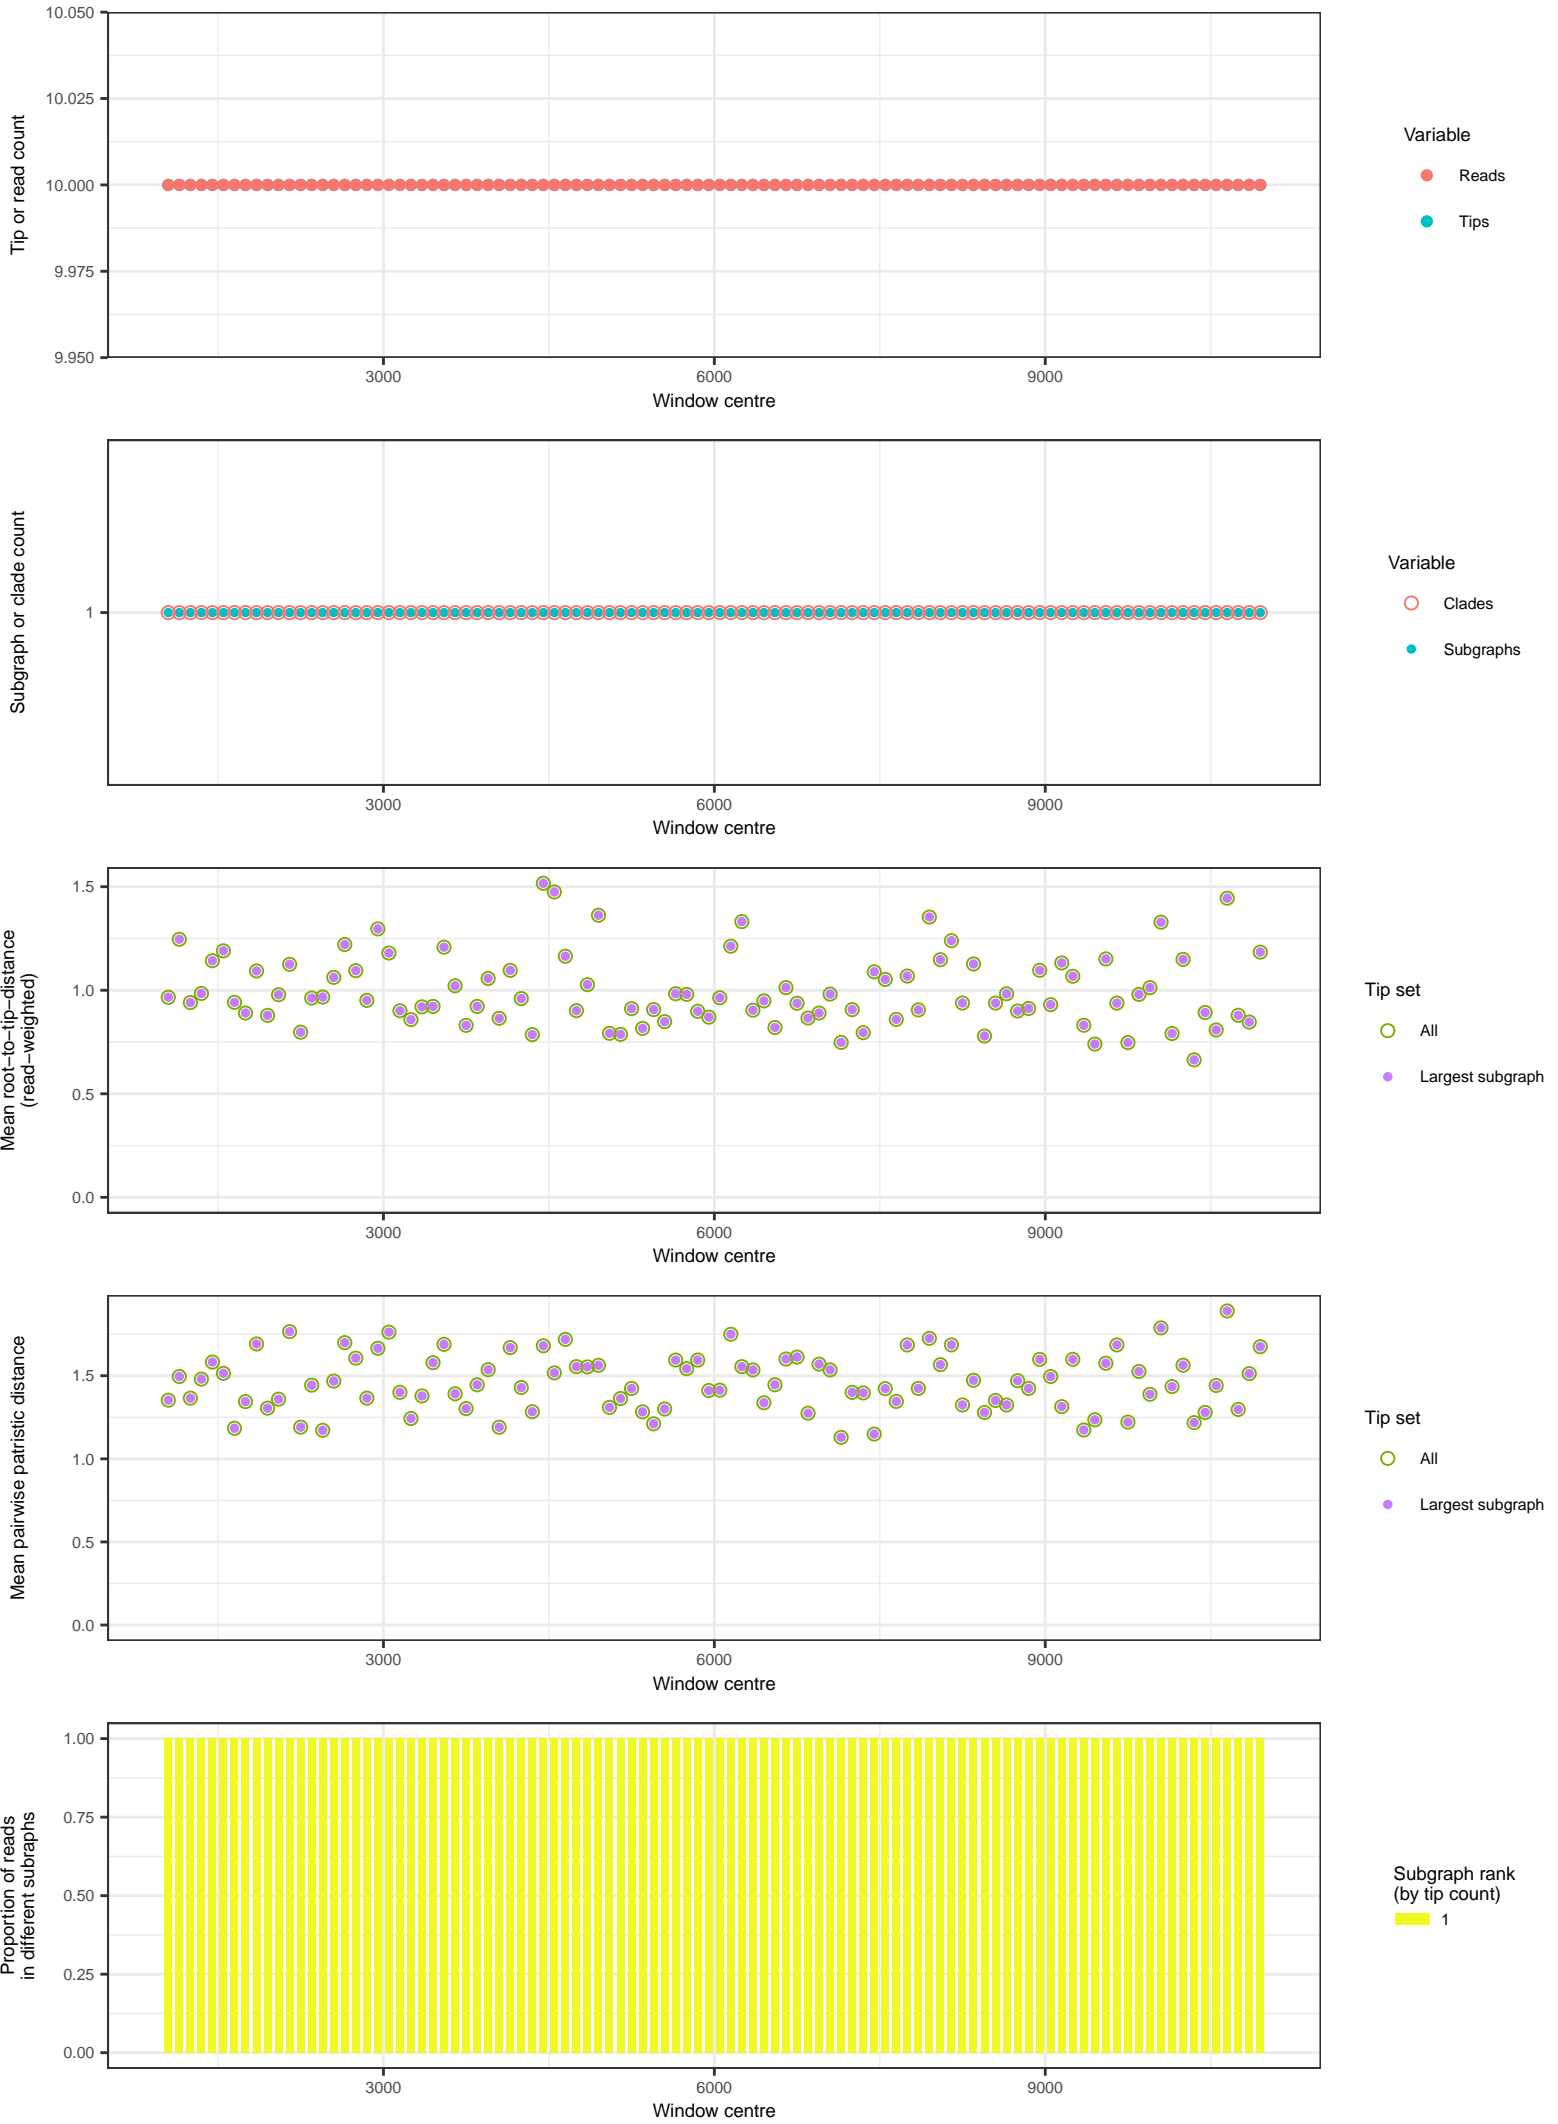 10.050
10.025
10.000
9.975
9.950
Tip or read count
3000 6000 9000
Window centre
Variable
Reads
Tips
Subgraph or clade count
1
3000 6000 9000
Window centre
Variable
Clades
Subgraphs
Mean root−to−tip−distance
(read−weighted)
1.5
1.0
0.5
0.0
3000 6000 9000
Window centre
Tip set
All
Largest subgraph
Mean pairwise patristic distance
1.5
1.0
0.5
0.0
3000 6000 9000
Window centre
Tip set
All
Largest subgraph
Proportion of reads
in different subraphs
1.00
0.75
0.50
0.25
0.00
3000 6000 9000
Window centre
Subgraph rank
(by tip count)
1